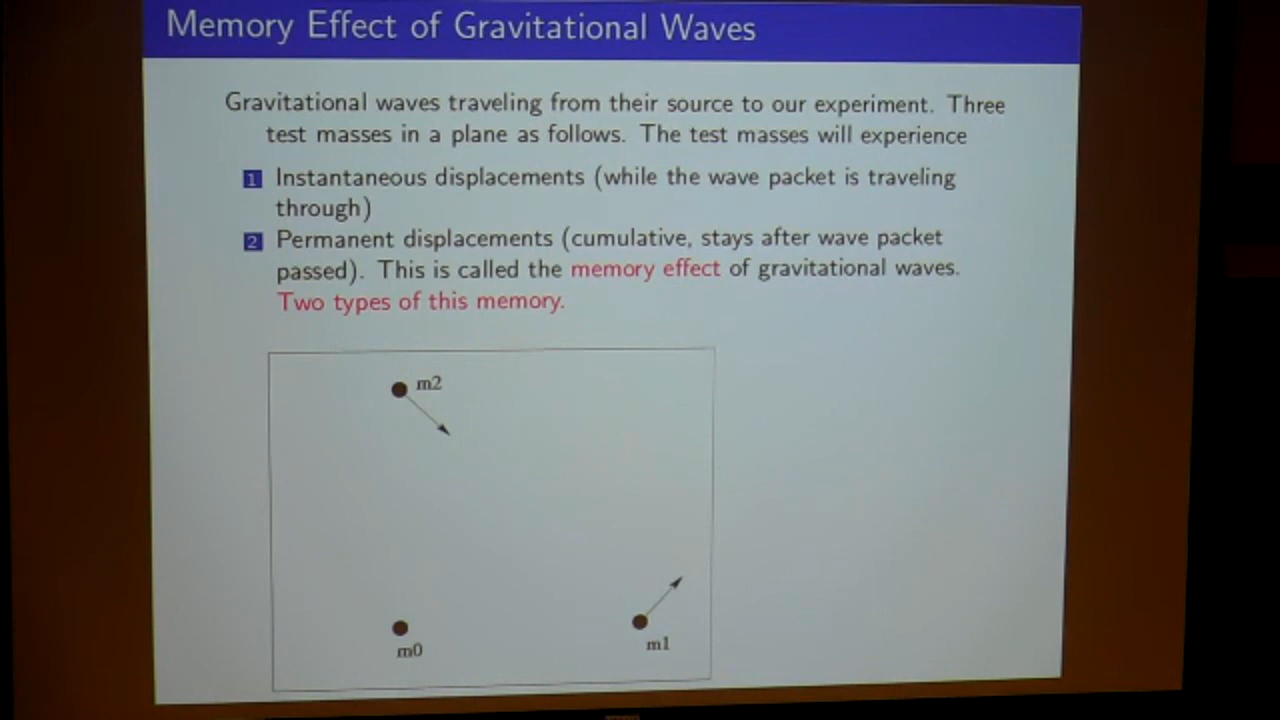 Memory Effect of Gravitational Waves
Gravitational waves traveling from their source to our experiment. Three
test masses in a plane as follows. The test masses will experience
1 Instantaneous displacements (while the wave packet is traveling
through)
2 Permanent displacements (cumulative, stays after wave packet
passed). This is called the memory effect of gravitational waves.
Two types of this memory.
m2
m0
m1